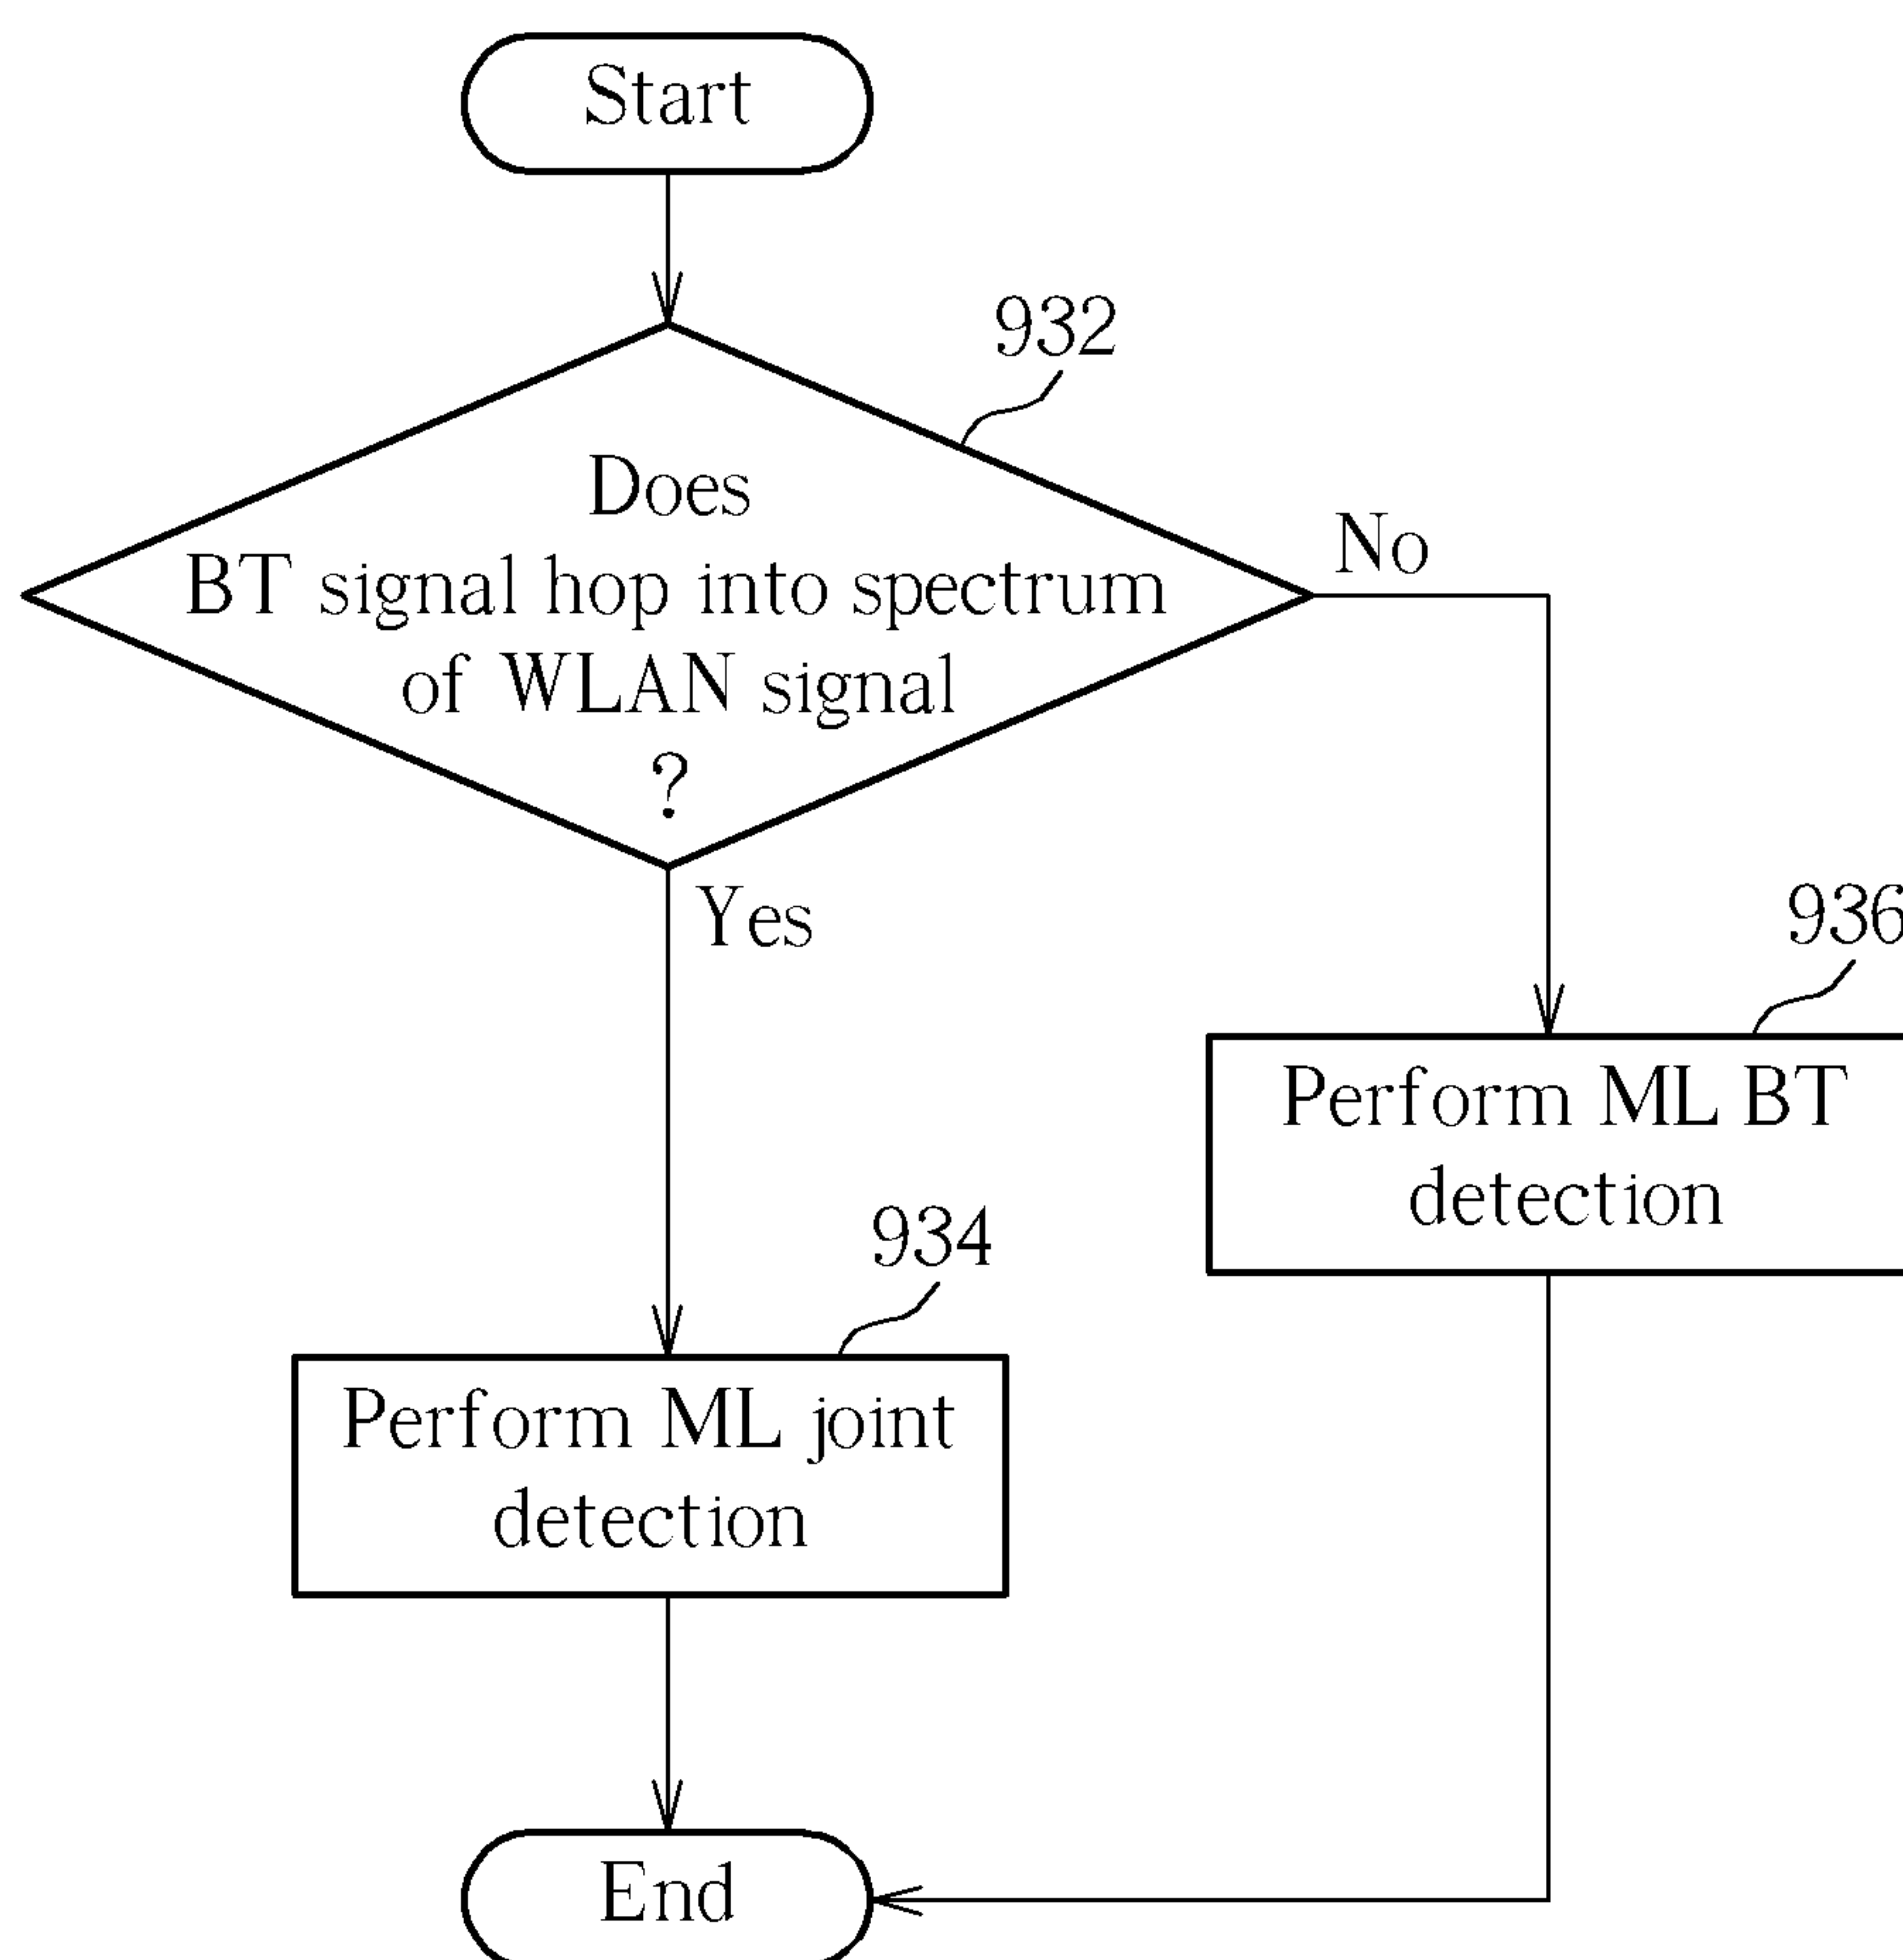 Start
932
Does
BT signal hop into spectrum
of WLAN signal
?
No
Yes
936
Perform ML BT
detection
934
Perform ML joint
detection
End